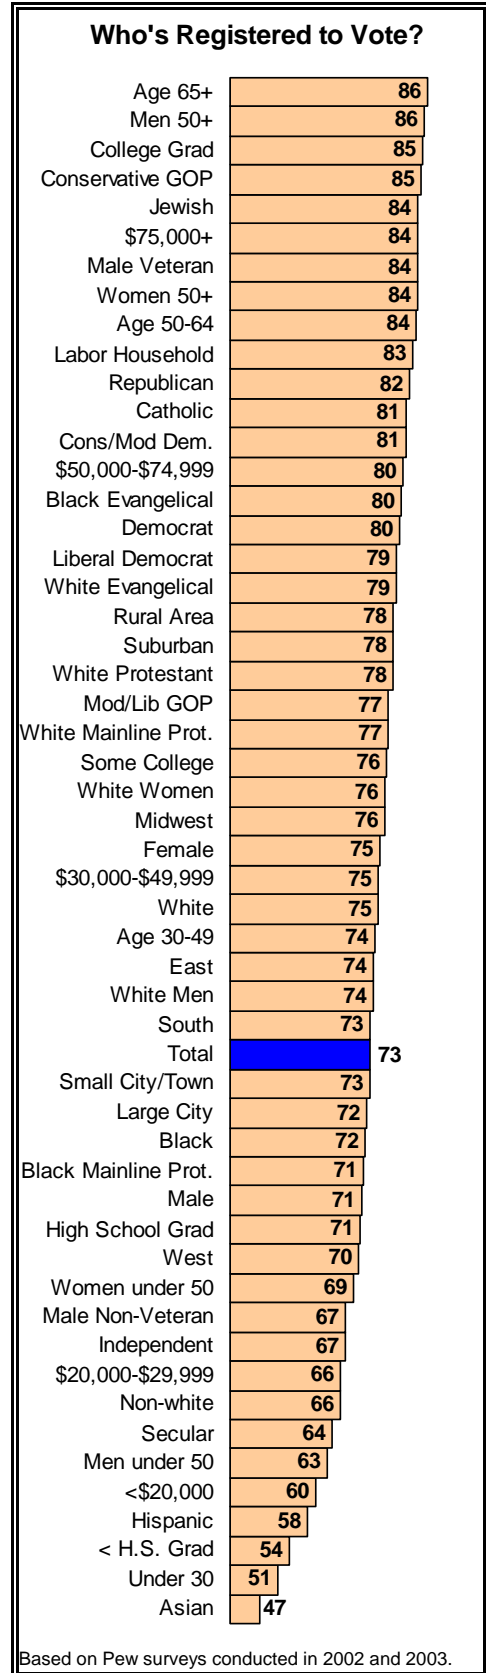 Who's Registered to Vote?
Age 65+ 86
Men 50+ 86
College Grad 85
Conservative GOP 85
Jewish 84
$75,000+ 84
Male Veteran 84
Women 50+ 84
Age 50-64 84
Labor Household 83
Republican 82
Catholic 81
Cons/Mod Dem. 81
$50,000-$74,999 80
Black Evangelical 80
Democrat 80
Liberal Democrat 79
White Evangelical 79
Rural Area 78
Suburban 78
White Protestant 78
Mod/Lib GOP 77
White Mainline Prot. 77
Some College 76
White Women 76
Midwest 76
Female 75
$30,000-$49,999 75
White 75
Age 30-49 74
East 74
White Men 74
South 73
Total 73
Small City/Town 73
Large City 72
Black 72
Black Mainline Prot. 71
Male 71
High School Grad 71
West 70
Women under 50 69
Male Non-Veteran 67
Independent 67
$20,000-$29,999 66
Non-white 66
Secular 64
Men under 50 63
<$20,000 60
Hispanic 58
< H.S. Grad 54
Under 30 51
Asian 47
Based on Pew surveys conducted in 2002 and 2003.